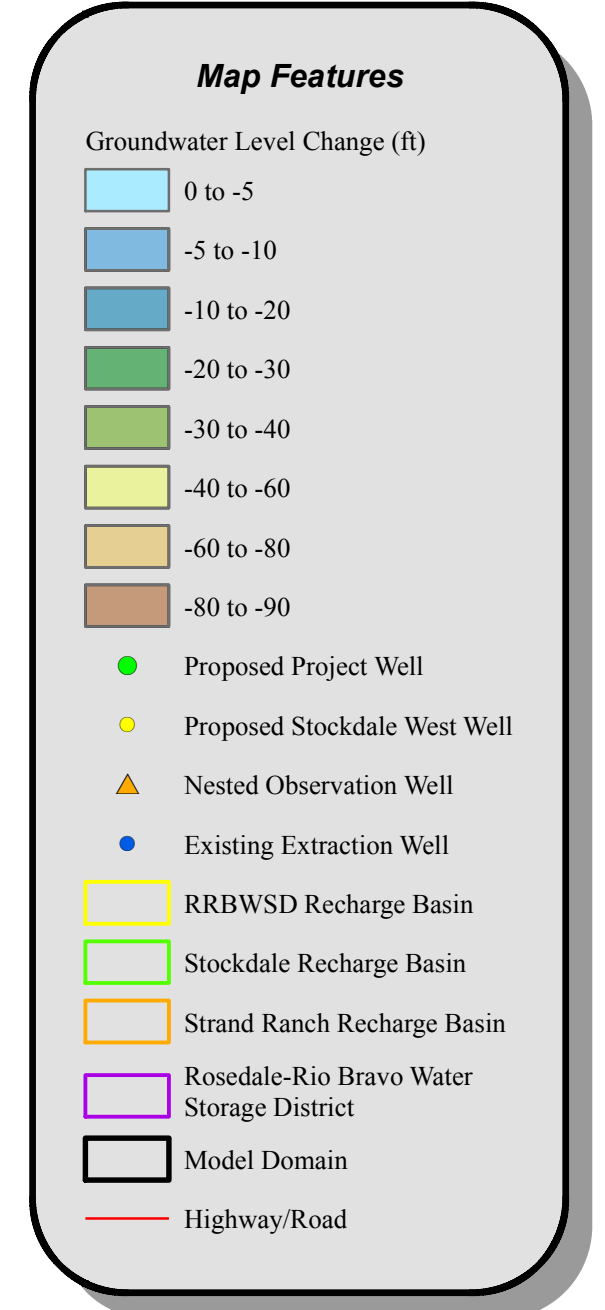 Map Features
Groundwater Level Change (ft)
0 to -5
-5 to -10
-10 to -20
-20 to -30
-30 to -40
-40 to -60
-60 to -80
-80 to -90
Proposed Project Well
Proposed Stockdale West Well
Nested Observation Well
Existing Extraction Well
RRBWSD Recharge Basin
Stockdale Recharge Basin
Strand Ranch Recharge Basin
Rosedale-Rio Bravo Water
Storage District
Model Domain
Highway/Road